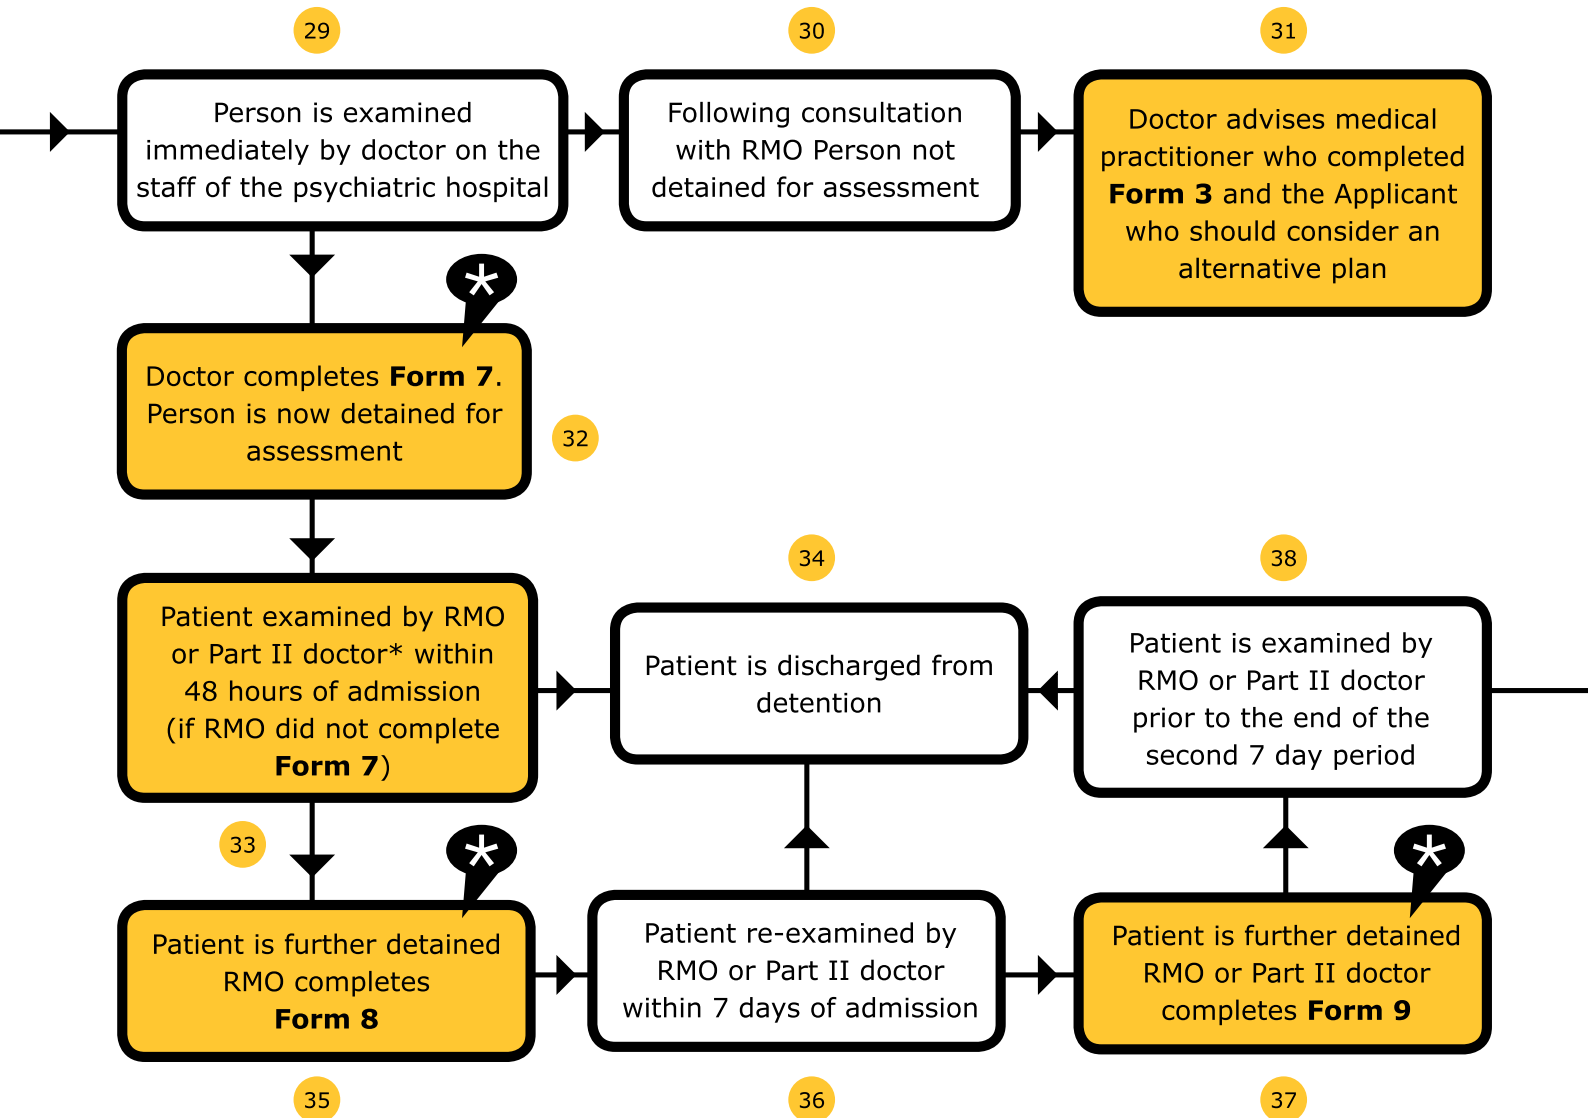 29
30
31
Person is examined
immediately by doctor on the
staff of the psychiatric hospital
Following consultation
with RMO Person not
detained for assessment
Doctor advises medical
practitioner who completed
Form 3 and the Applicant
who should consider an
alternative plan
*
Doctor completes Form 7.
Person is now detained for
assessment
32
34
38
Patient examined by RMO
or Part II doctor* within
48 hours of admission
(if RMO did not complete
Form 7)
Patient is discharged from
detention
Patient is examined by
RMO or Part II doctor
prior to the end of the
second 7 day period
33
*
*
Patient is further detained
RMO completes
Form 8
Patient re-examined by
RMO or Part II doctor
within 7 days of admission
Patient is further detained
RMO or Part II doctor
completes Form 9
35
36
37